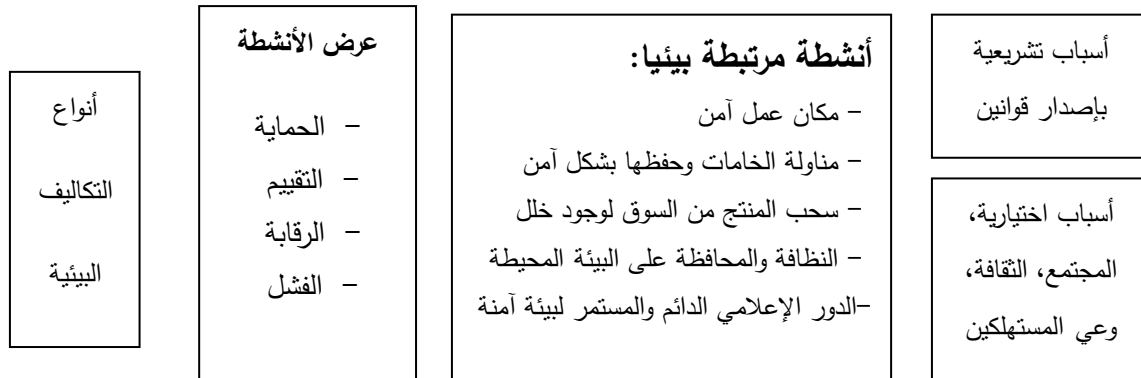 أسباب تشريعية
بإصدار قوانين
أسباب اختيارية،
المجتمع، الثقافة،
وعي المستهلكين
أنشطة مرتبطة بيئيا:
- مكان عمل آمن
- مناولة الخامات وحفظها بشكل آمن
- سحب المنتج من السوق لوجود خلل
- النظافة والمحافظة على البيئة المحيطة
-الدور الإعلامي الدائم والمستمر لبيئة آمنة
عرض الأنشطة
- الحماية
- التقييم
- الرقابة
- الفشل
أنواع
التكاليف
البيئية